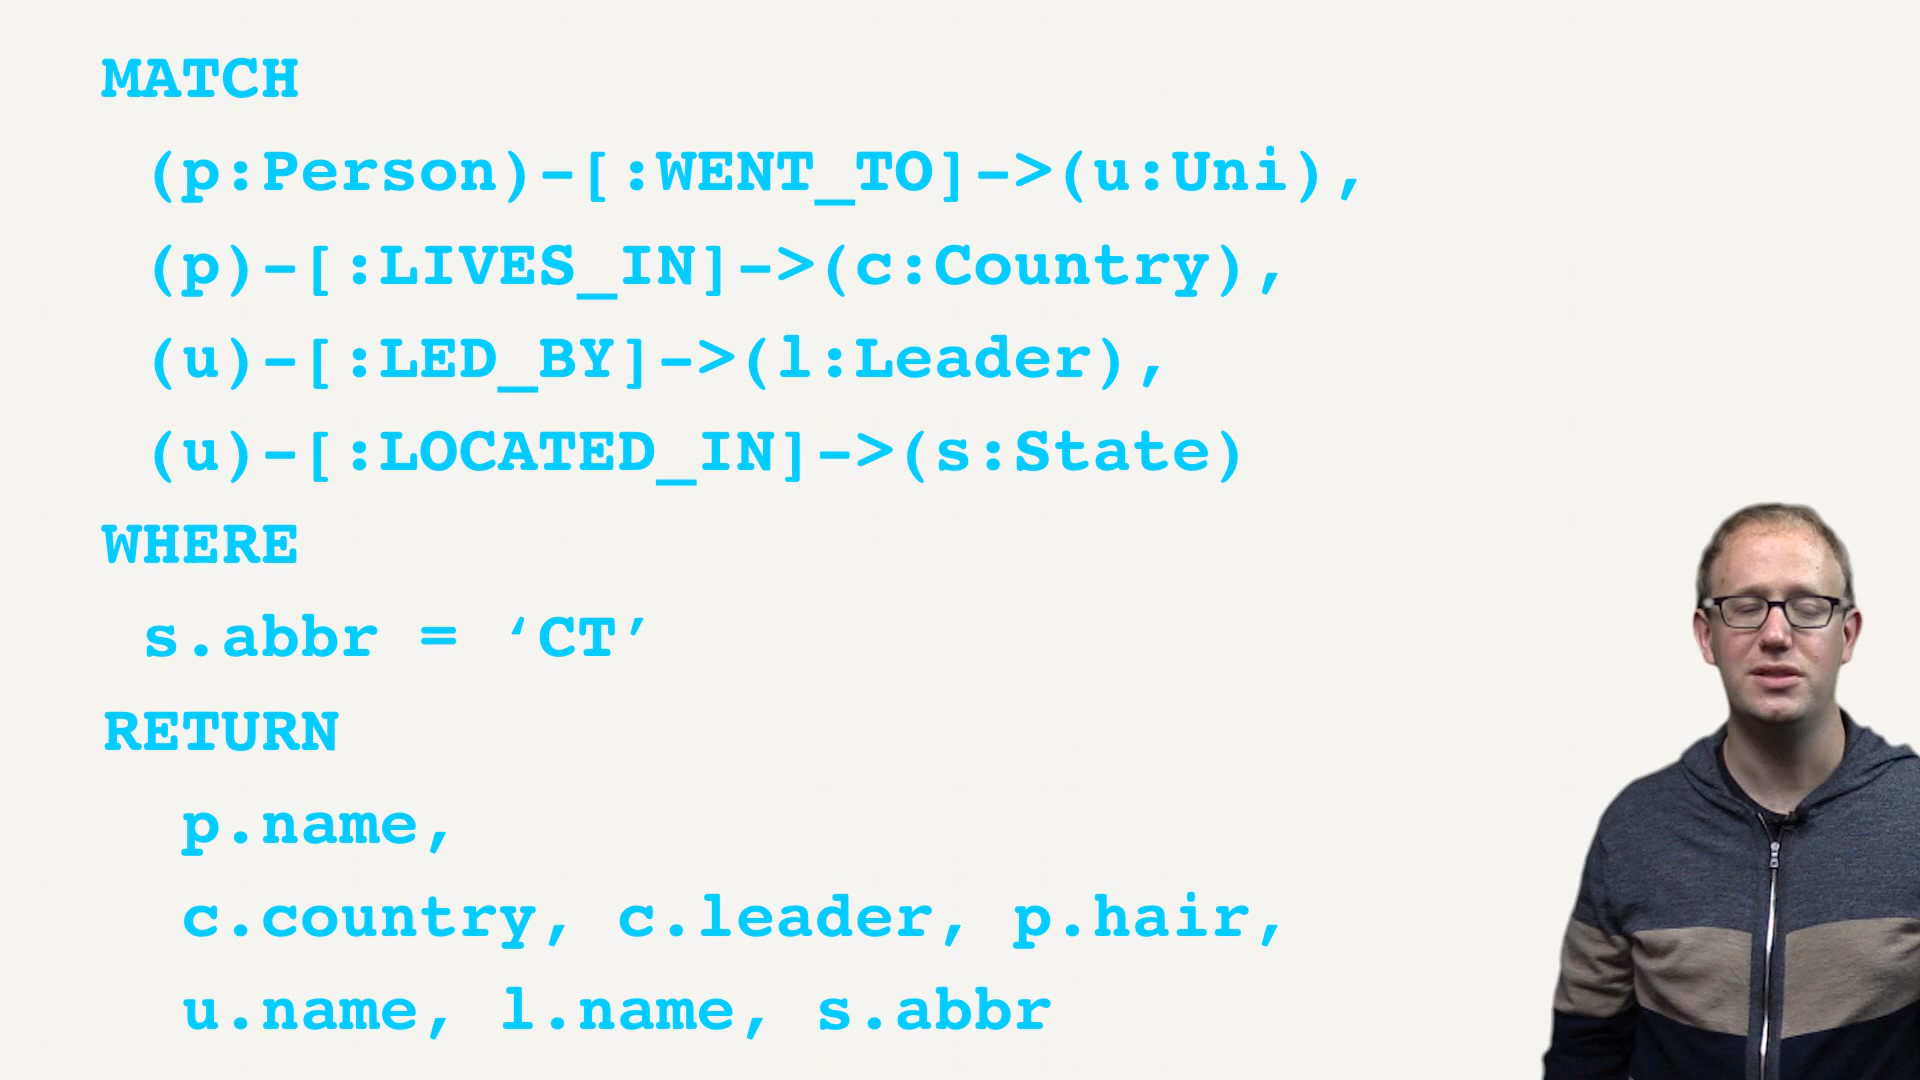 MATCH
(p:Person)-[:WENT_TO]->(u:Uni),
(p)-[:LIVES_IN]->(c:Country),
(u)-[:LED_BY]->(l:Leader),
(u)-[:LOCATED_IN]->(s:State)
WHERE
s.abbr = ‘CT’
RETURN
p.name,
c.country, c.leader, p.hair,
u.name, l.name, s.abbr